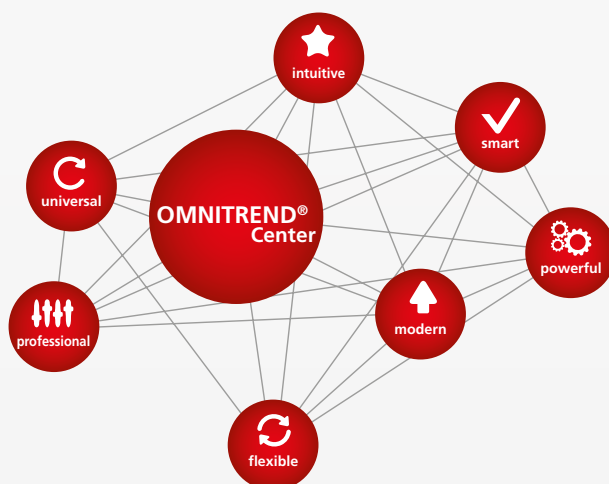 intuitive
smart
universal
OMNITREND®
Center
powerful
modern
professional
flexible